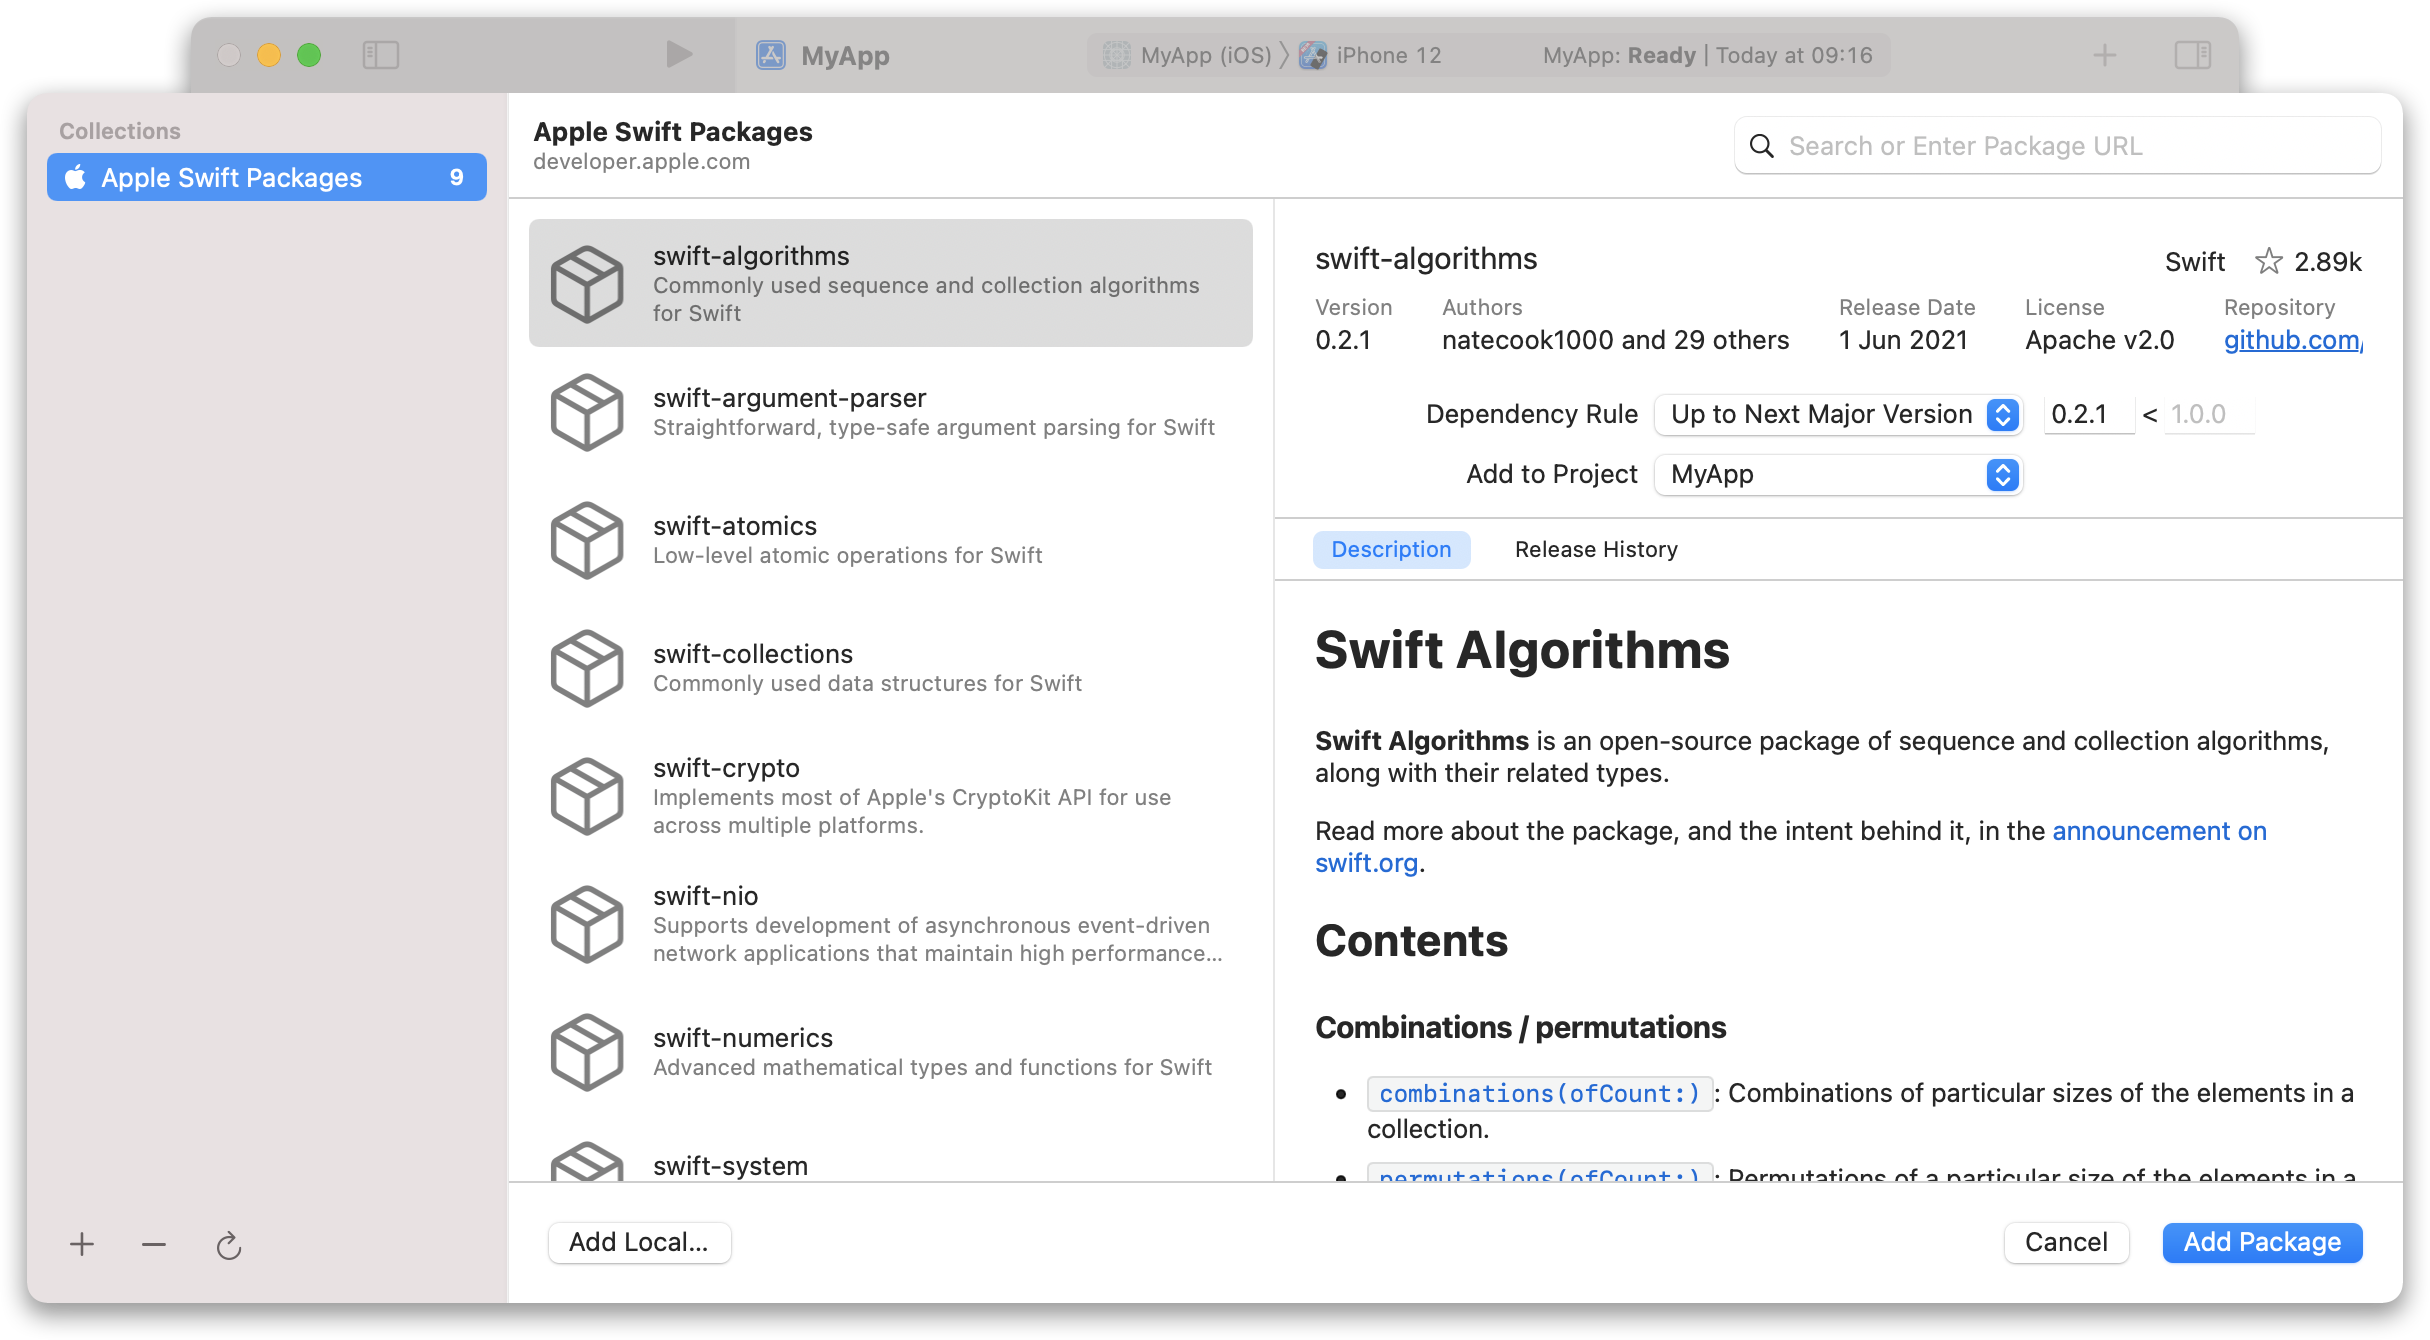 MyApp
MyApp (iOS) 〉 iPhone 12
MyApp: Ready | Today at 09:16
Collections
Apple Swift Packages 9
Apple Swift Packages
developer.apple.com
Search or Enter Package URL
swift-algorithms
Commonly used sequence and collection algorithms
for Swift
swift-argument-parser
Straightforward, type-safe argument parsing for Swift
swift-atomics
Low-level atomic operations for Swift
swift-collections
Commonly used data structures for Swift
swift-crypto
Implements most of Apple's CryptoKit API for use
across multiple platforms.
swift-nio
Supports development of asynchronous event-driven
network applications that maintain high performance...
swift-numerics
Advanced mathematical types and functions for Swift
swift-system
swift-algorithms
Swift ☆ 2.89k
Version Authors Release Date License Repository
0.2.1 natecook1000 and 29 others 1 Jun 2021 Apache v2.0 github.com/
Dependency Rule Up to Next Major Version 0.2.1 < 1.0.0
Add to Project MyApp
Description Release History
Swift Algorithms
Swift Algorithms is an open-source package of sequence and collection algorithms,
along with their related types.
Read more about the package, and the intent behind it, in the announcement on
swift.org.
Contents
Combinations / permutations
• combinations(ofCount:): Combinations of particular sizes of the elements in a
collection.
• permutations(ofCount:): Permutations of a particular size of the elements in a
Add Local...
Cancel
Add Package